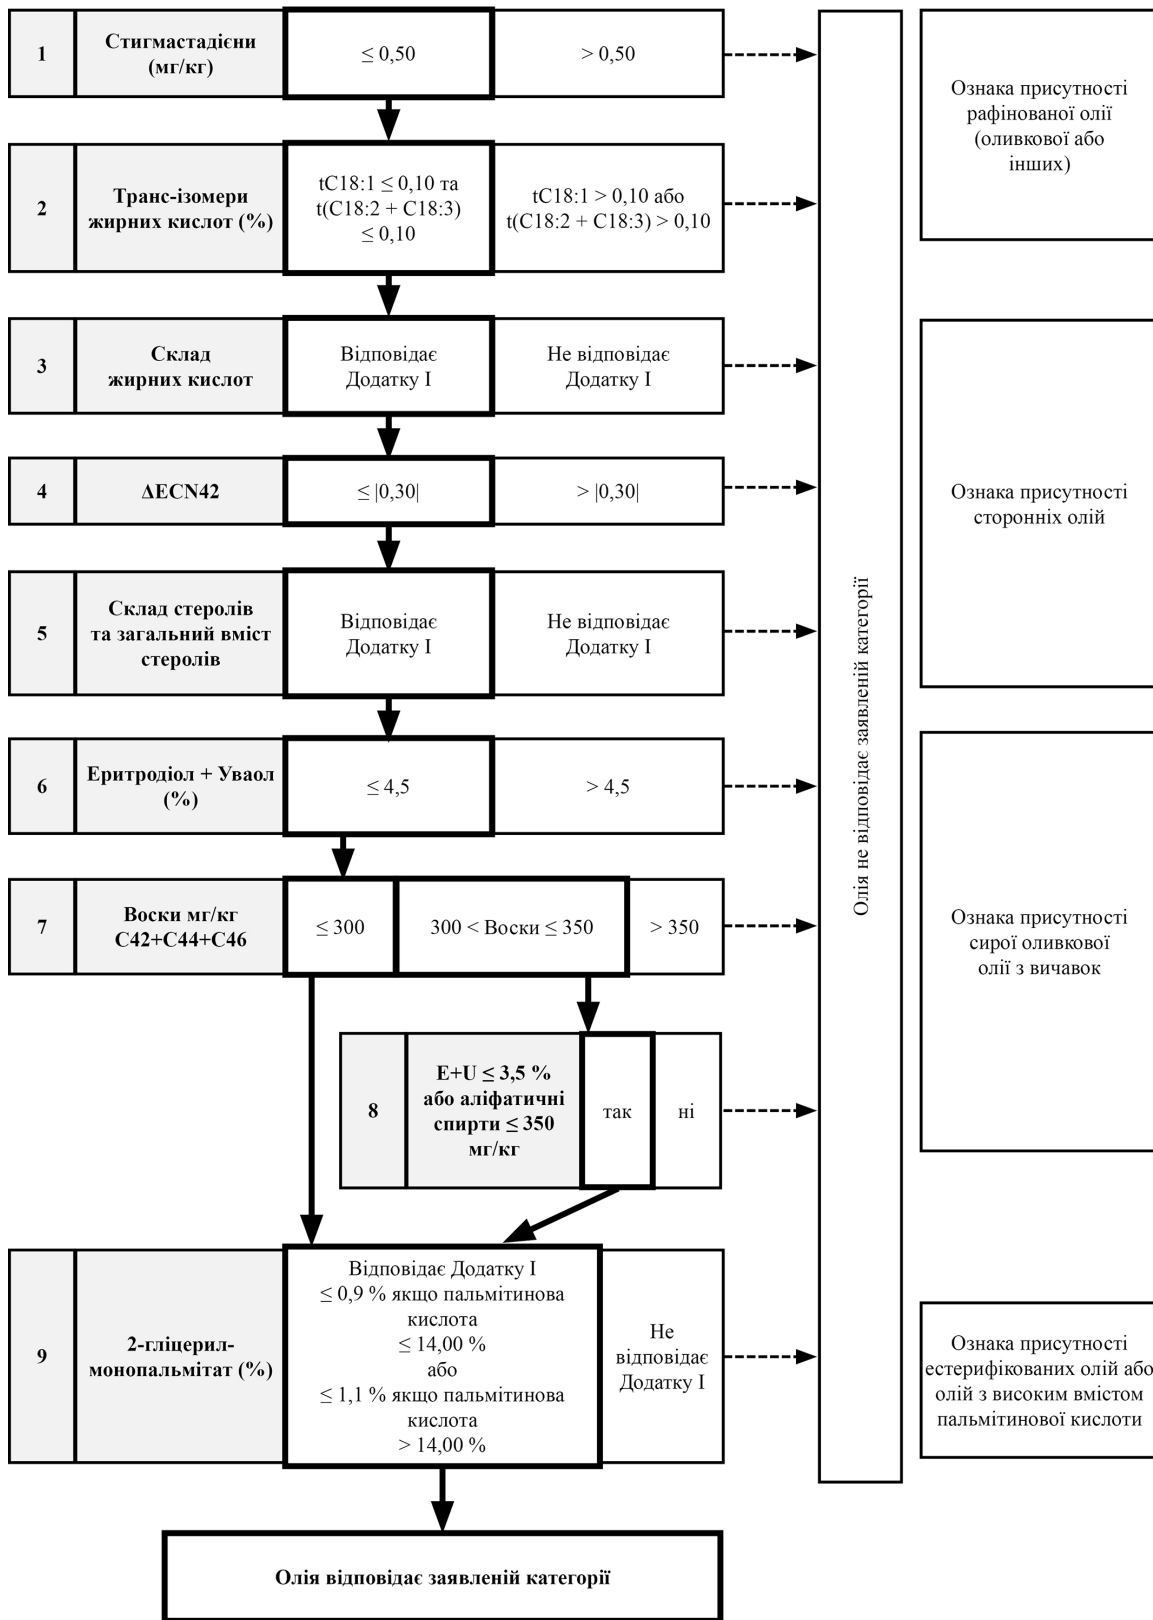 1
Стигмастадієни
(мг/кг)
≤ 0,50
> 0,50
Ознака присутності
рафінованої олії
(оливкової або
інших)
2
Транс-ізомери
жирних кислот (%)
tC18:1 ≤ 0,10 та
t(C18:2 + C18:3)
≤ 0,10
tC18:1 > 0,10 або
t(C18:2 + C18:3) > 0,10
3
Склад
жирних кислот
Відповідає
Додатку I
Не відповідає
Додатку I
4
ΔECN42
≤ |0,30|
> |0,30|
Ознака присутності
сторонніх олій
5
Склад стеролів
та загальний вміст
стеролів
Відповідає
Додатку I
Не відповідає
Додатку I
Олія не відповідає заявленій категорії
6
Еритродіол + Уваол
(%)
≤ 4,5
> 4,5
7
Воски мг/кг
C42+C44+C46
≤ 300
300 < Воски ≤ 350
> 350
Ознака присутності
сирої оливкової
олії з вичавок
8
E+U ≤ 3,5 %
або аліфатичні
спирти ≤ 350
мг/кг
так
ні
9
2-гліцерил-
монопальмітат (%)
Відповідає Додатку I
≤ 0,9 % якщо пальмітинова
кислота
≤ 14,00 %
або
≤ 1,1 % якщо пальмітинова
кислота
> 14,00 %
Не
відповідає
Додатку I
Ознака присутності
естерифікованих олій або
олій з високим вмістом
пальмітинової кислоти
Олія відповідає заявленій категорії